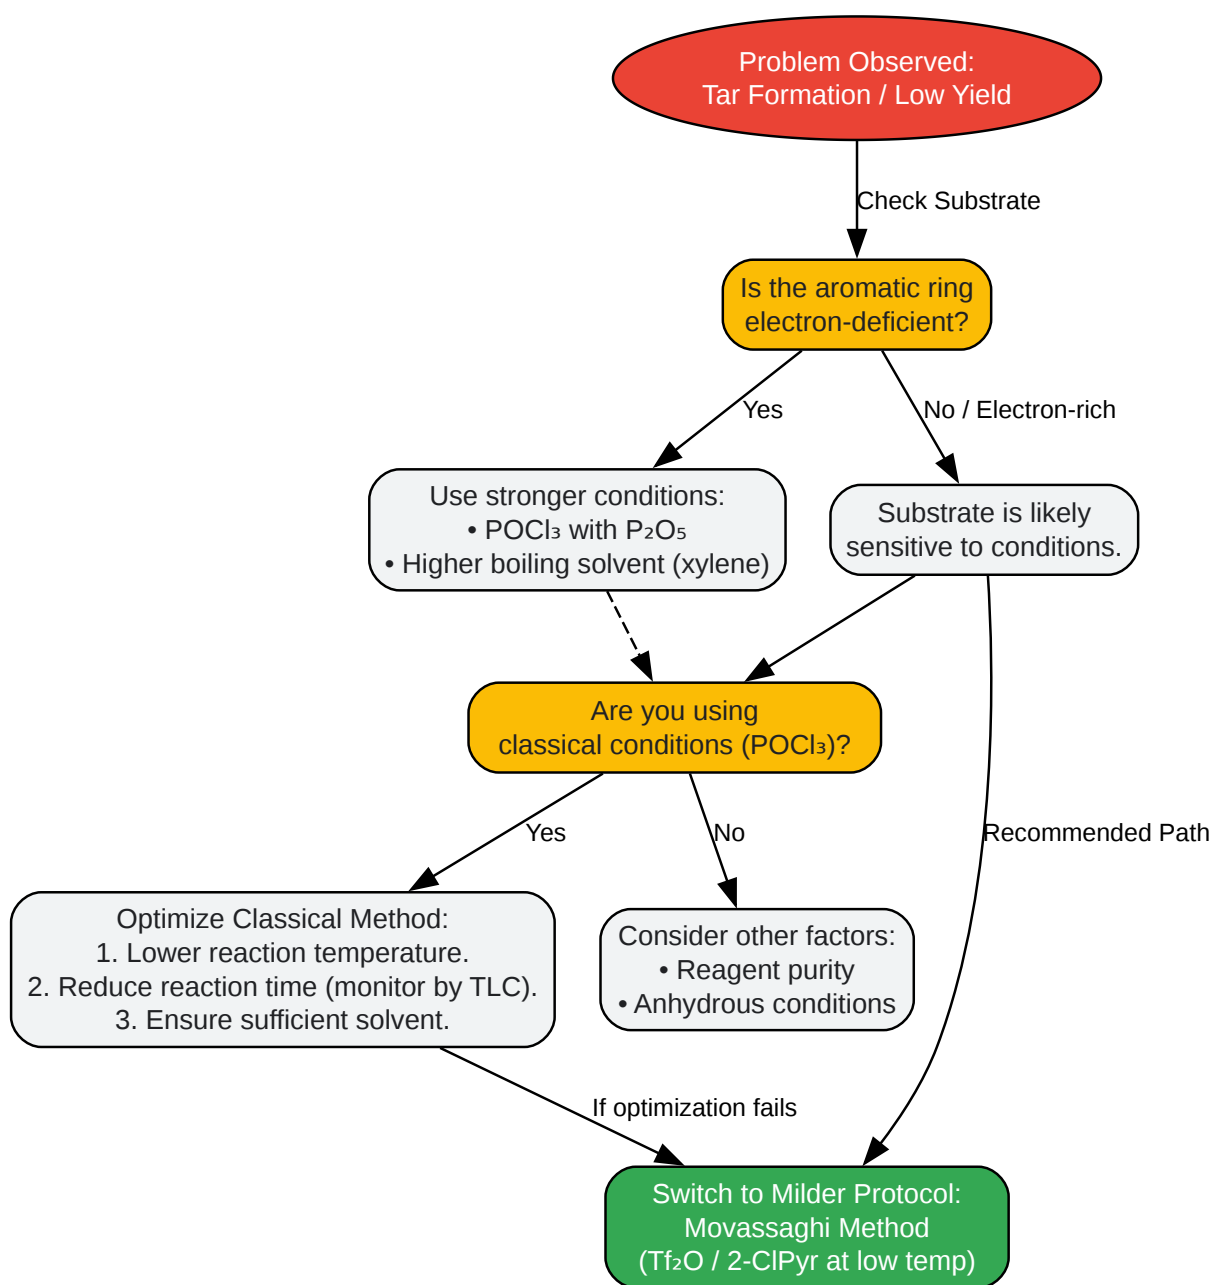 Problem Observed:
Tar Formation / Low Yield
Check Substrate
Is the aromatic ring
electron-deficient?
Yes
No / Electron-rich
Use stronger conditions:
• POCl₃ with P₂O₅
• Higher boiling solvent (xylene)
Substrate is likely
sensitive to conditions.
Are you using
classical conditions (POCl₃)?
Yes
No
Recommended Path
Optimize Classical Method:
1. Lower reaction temperature.
2. Reduce reaction time (monitor by TLC).
3. Ensure sufficient solvent.
Consider other factors:
• Reagent purity
• Anhydrous conditions
If optimization fails
Switch to Milder Protocol:
Movassaghi Method
(Tf₂O / 2-ClPyr at low temp)